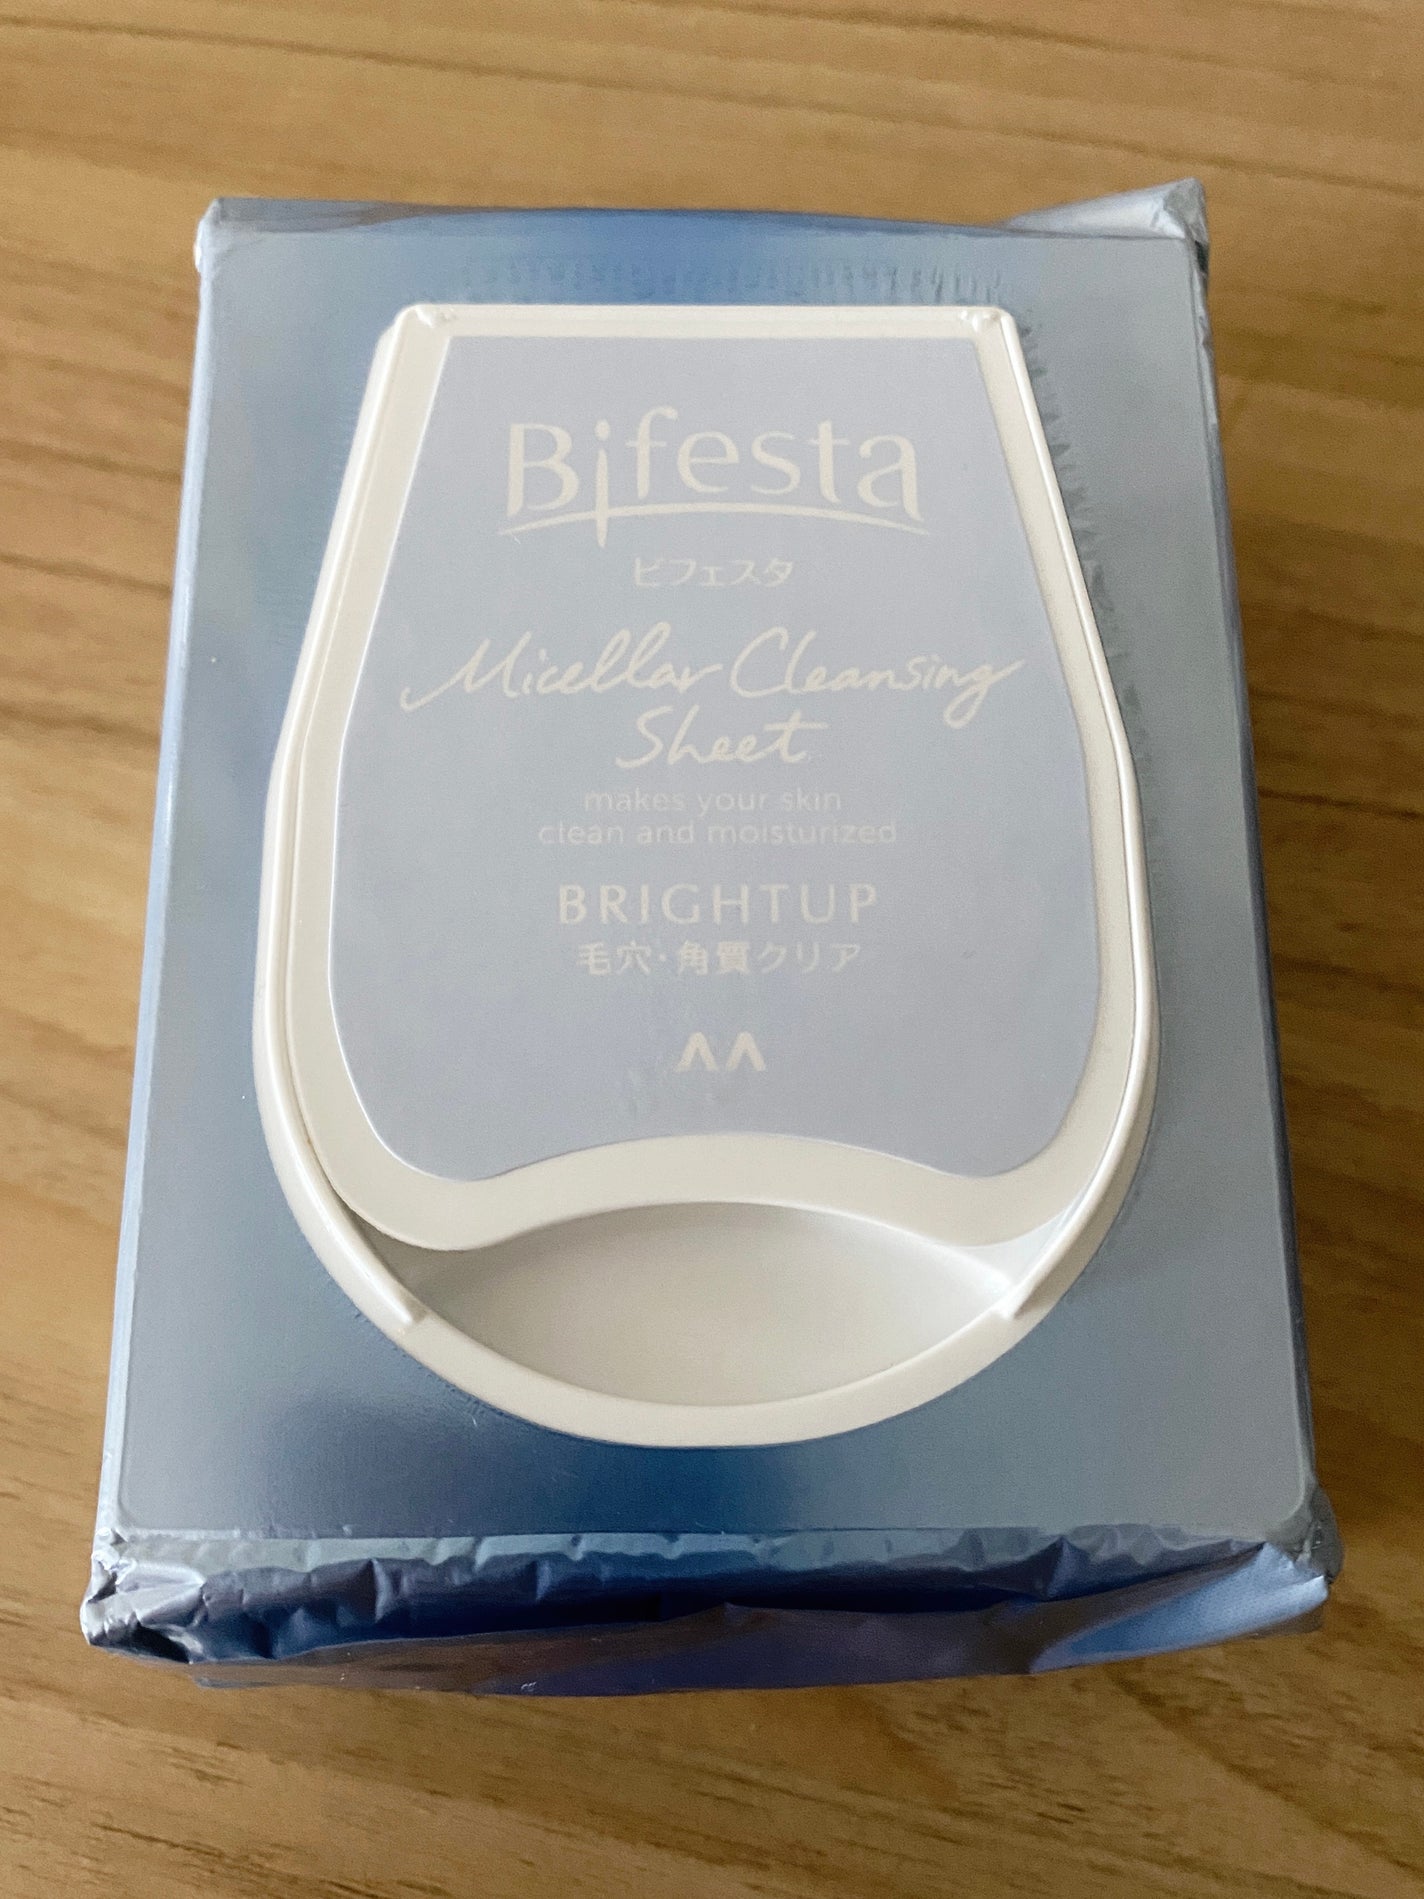 Bifesta
ビフェスタ
Micellar Cleansing
Sheet
makes your skin
clean and moisturized
BRIGHTUP
毛穴・角質クリア